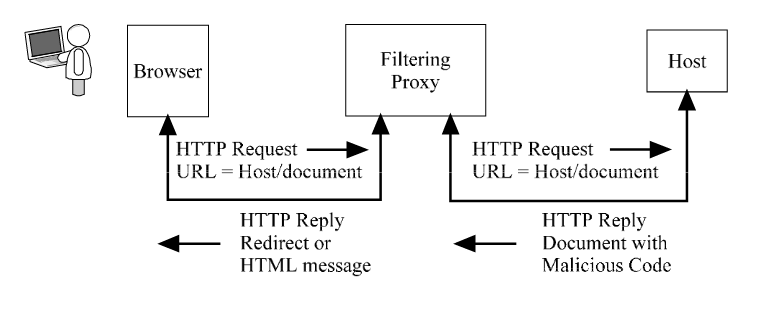 Browser
Filtering
Proxy
Host
HTTP Request
URL = Host/document
HTTP Request
URL = Host/document
HTTP Reply
Redirect or
HTML message
HTTP Reply
Document with
Malicious Code